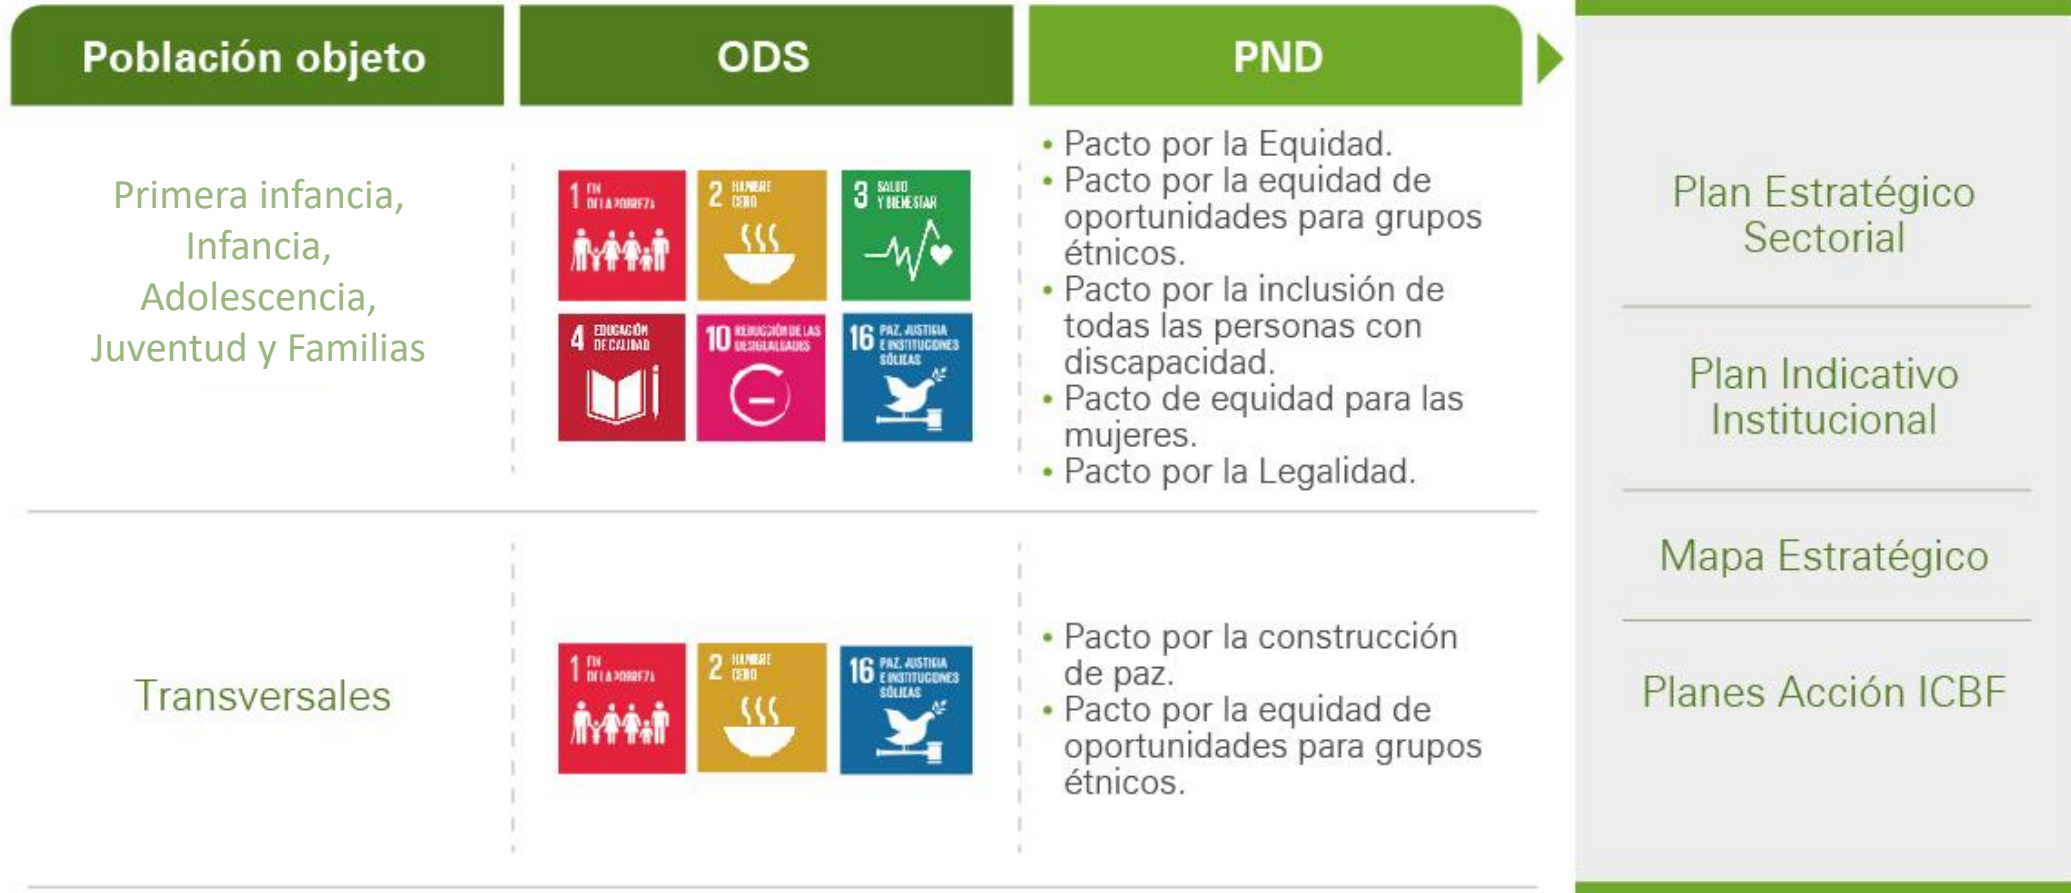 Población objeto
ODS
PND
Primera infancia,
Infancia,
Adolescencia,
Juventud y Familias
1 FIN
DE LA POBREZA
2 HAMBRE
CERO
3 SALUD
Y BIENESTAR
4 EDUCACIÓN
DE CALIDAD
10 REDUCCIÓN DE LAS
DESIGUALDADES
16 PAZ, JUSTICIA
E INSTITUCIONES
SÓLIDAS
• Pacto por la Equidad.
• Pacto por la equidad de
oportunidades para grupos
étnicos.
• Pacto por la inclusión de
todas las personas con
discapacidad.
• Pacto de equidad para las
mujeres.
• Pacto por la Legalidad.
Transversales
1 FIN
DE LA POBREZA
2 HAMBRE
CERO
16 PAZ, JUSTICIA
E INSTITUCIONES
SÓLIDAS
• Pacto por la construcción
de paz.
• Pacto por la equidad de
oportunidades para grupos
étnicos.
Plan Estratégico
Sectorial
Plan Indicativo
Institucional
Mapa Estratégico
Planes Acción ICBF